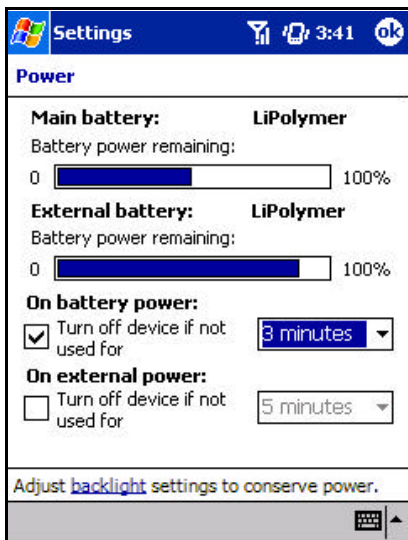 Settings 3:41 ok
Power
Main battery: LiPolymer
Battery power remaining:
0 100%
External battery: LiPolymer
Battery power remaining:
0 100%
On battery power:
Turn off device if not
used for
3 minutes
On external power:
Turn off device if not
used for
5 minutes
Adjust backlight settings to conserve power.